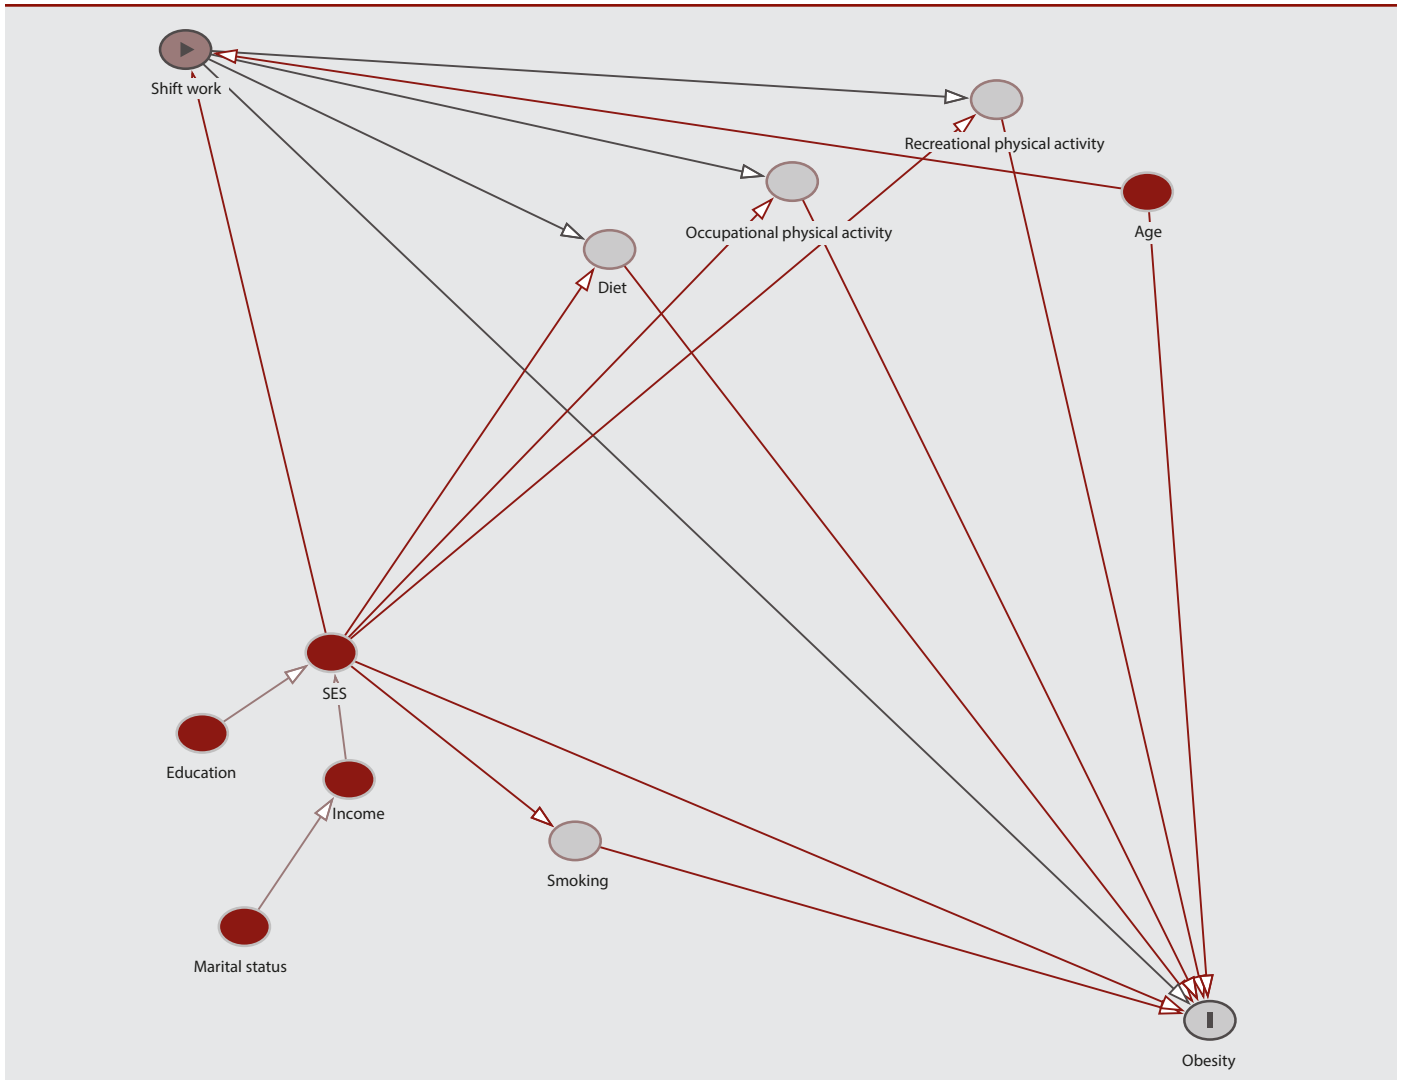 Shift work
Recreational physical activity
Occupational physical activity
Age
Diet
SES
Education
Income
Smoking
Marital status
Obesity